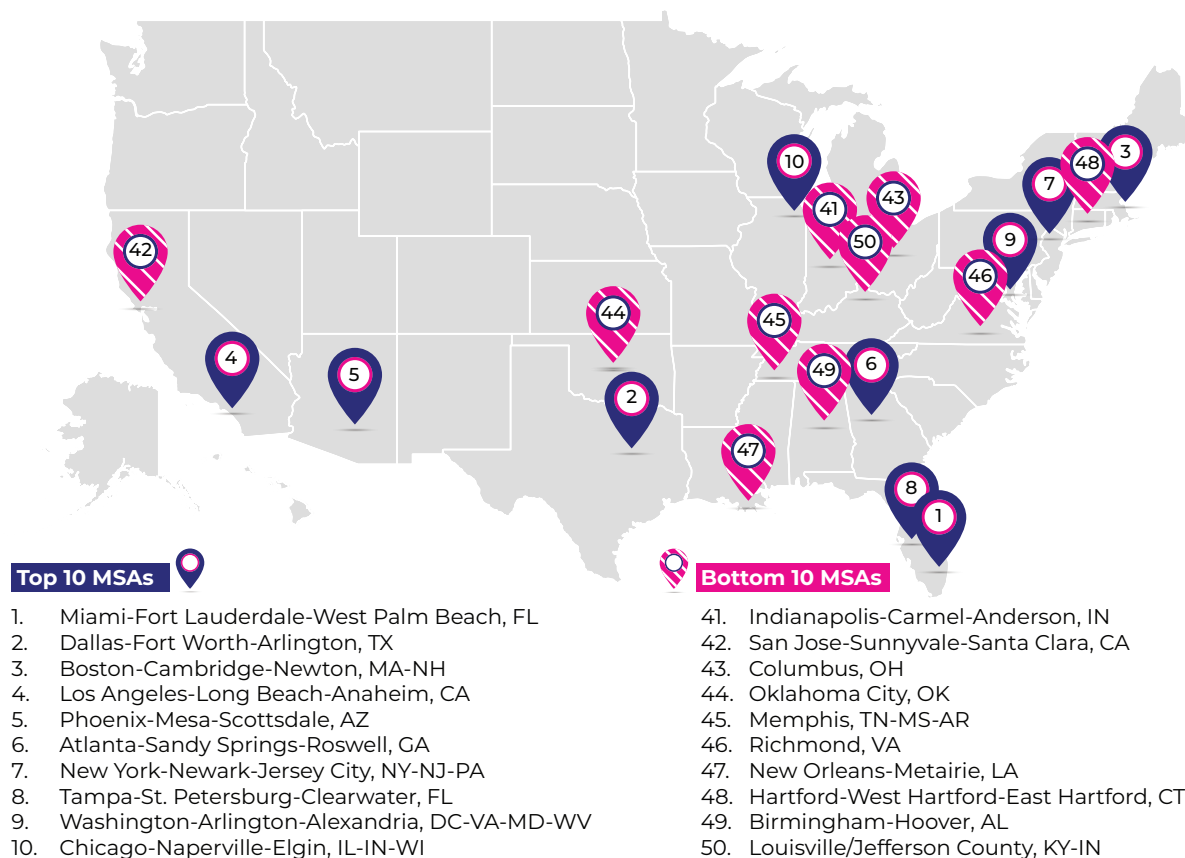 10
3
48
7
43
41
50
9
42
46
44
45
4
6
5
49
2
47
8
1
Top 10 MSAs
1. Miami-Fort Lauderdale-West Palm Beach, FL
2. Dallas-Fort Worth-Arlington, TX
3. Boston-Cambridge-Newton, MA-NH
4. Los Angeles-Long Beach-Anaheim, CA
5. Phoenix-Mesa-Scottsdale, AZ
6. Atlanta-Sandy Springs-Roswell, GA
7. New York-Newark-Jersey City, NY-NJ-PA
8. Tampa-St. Petersburg-Clearwater, FL
9. Washington-Arlington-Alexandria, DC-VA-MD-WV
10. Chicago-Naperville-Elgin, IL-IN-WI
Bottom 10 MSAs
41. Indianapolis-Carmel-Anderson, IN
42. San Jose-Sunnyvale-Santa Clara, CA
43. Columbus, OH
44. Oklahoma City, OK
45. Memphis, TN-MS-AR
46. Richmond, VA
47. New Orleans-Metairie, LA
48. Hartford-West Hartford-East Hartford, CT
49. Birmingham-Hoover, AL
50. Louisville/Jefferson County, KY-IN